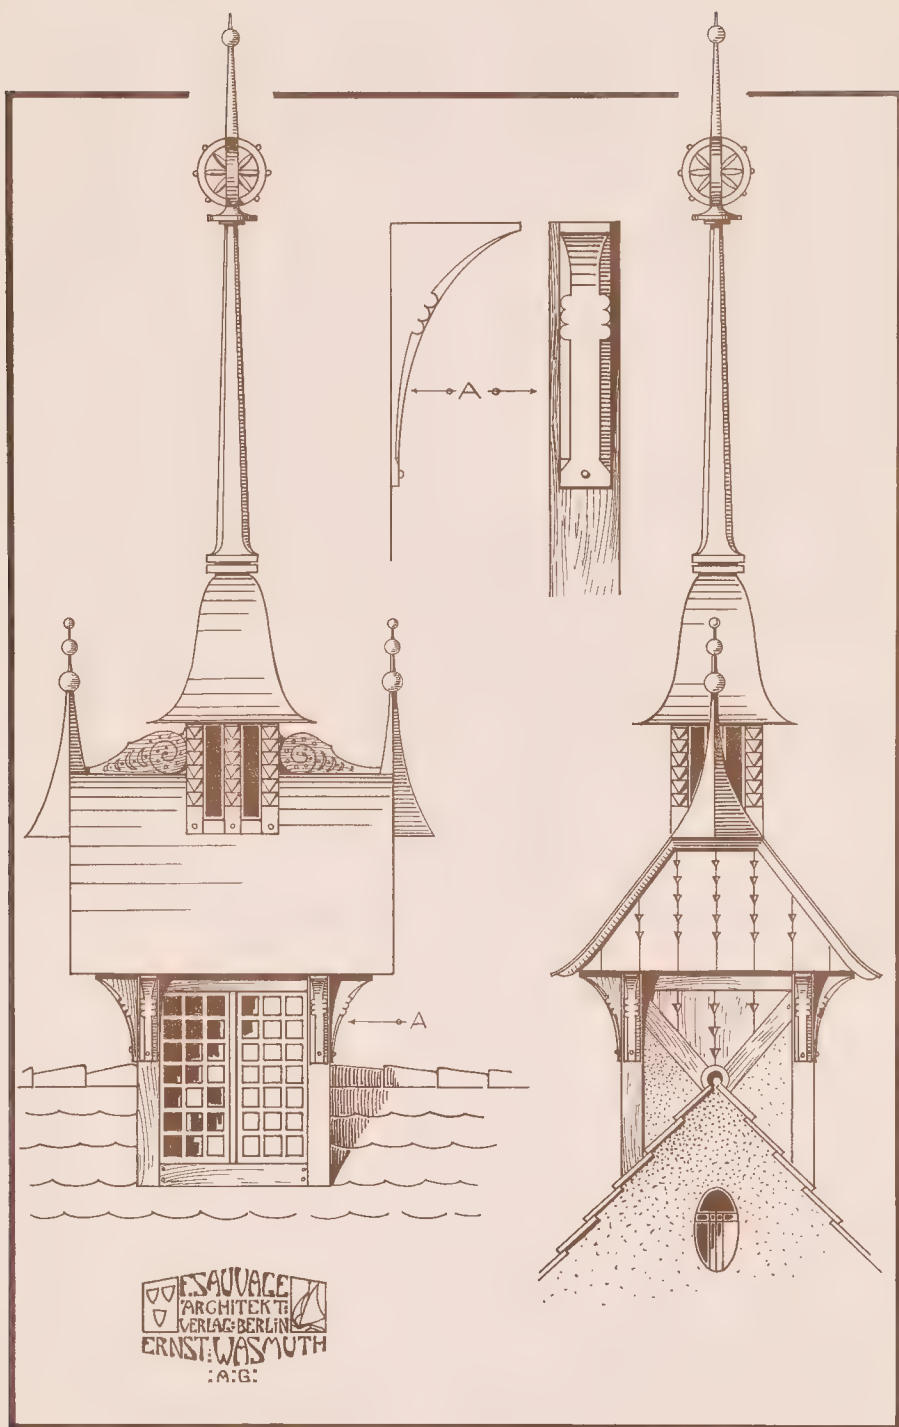 A
A
F. SAUVAGE
ARCHITEKT:
VERLAG: BERLIN
ERNST: WASMUTH
:A:G: